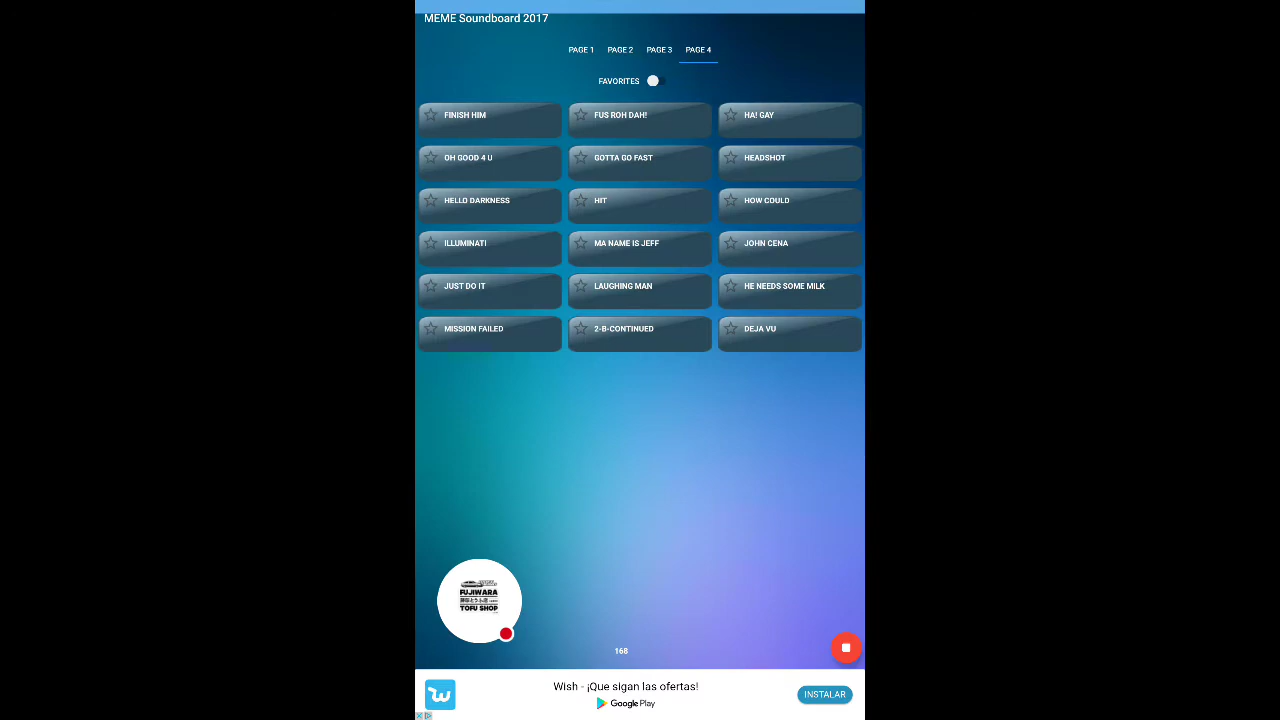 MEME Soundboard 2017
PAGE 1 PAGE 2 PAGE 3 PAGE 4
FAVORITES
FINISH HIM FUS ROH DAH! HA! GAY
OH GOOD 4 U GOTTA GO FAST HEADSHOT
HELLO DARKNESS HIT HOW COULD
ILLUMINATI MA NAME IS JEFF JOHN CENA
JUST DO IT LAUGHING MAN HE NEEDS SOME MILK
MISSION FAILED 2-B-CONTINUED DEJA VU
FUJIWARA
TOFU SHOP
168
Wish - ¡Que sigan las ofertas!
Google Play
INSTALAR